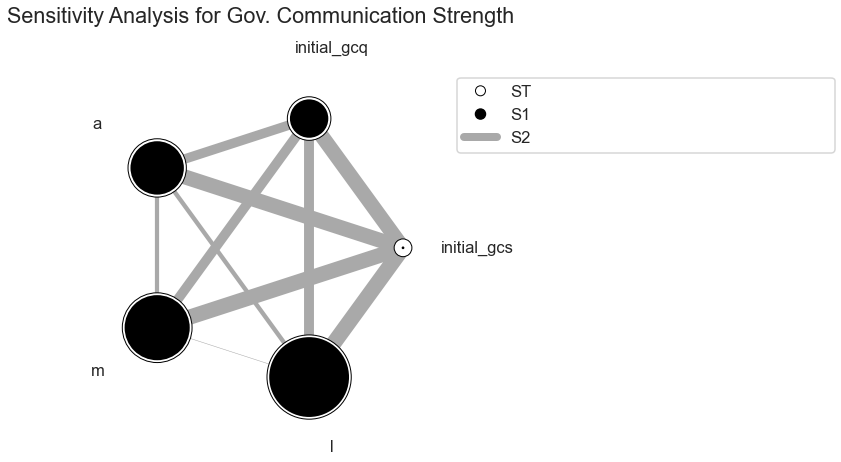 Sensitivity Analysis for Gov. Communication Strength
initial_gcq
ST
S1
S2
a
initial_gcs
m
l